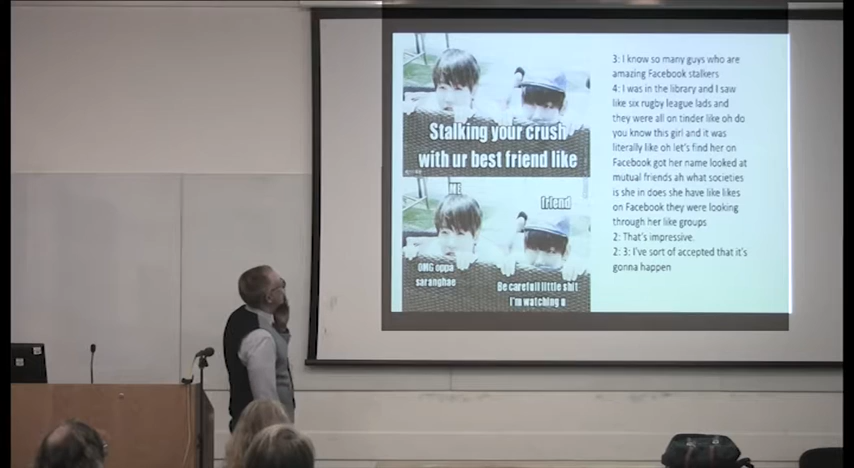 Stalking your crush
with ur best friend like
ME
friend
OMG oppa
saranghae
Be carefull little shit
I'm watching u
3: I know so many guys who are
amazing Facebook stalkers
4: I was in the library and I saw
like six rugby league lads and
they were all on tinder like oh do
you know this girl and it was
literally like oh let's find her on
Facebook got her name looked at
mutual friends ah what societies
is she in does she have like likes
on Facebook they were looking
through her like groups
2: That's impressive.
2: 3: I've sort of accepted that it's
gonna happen